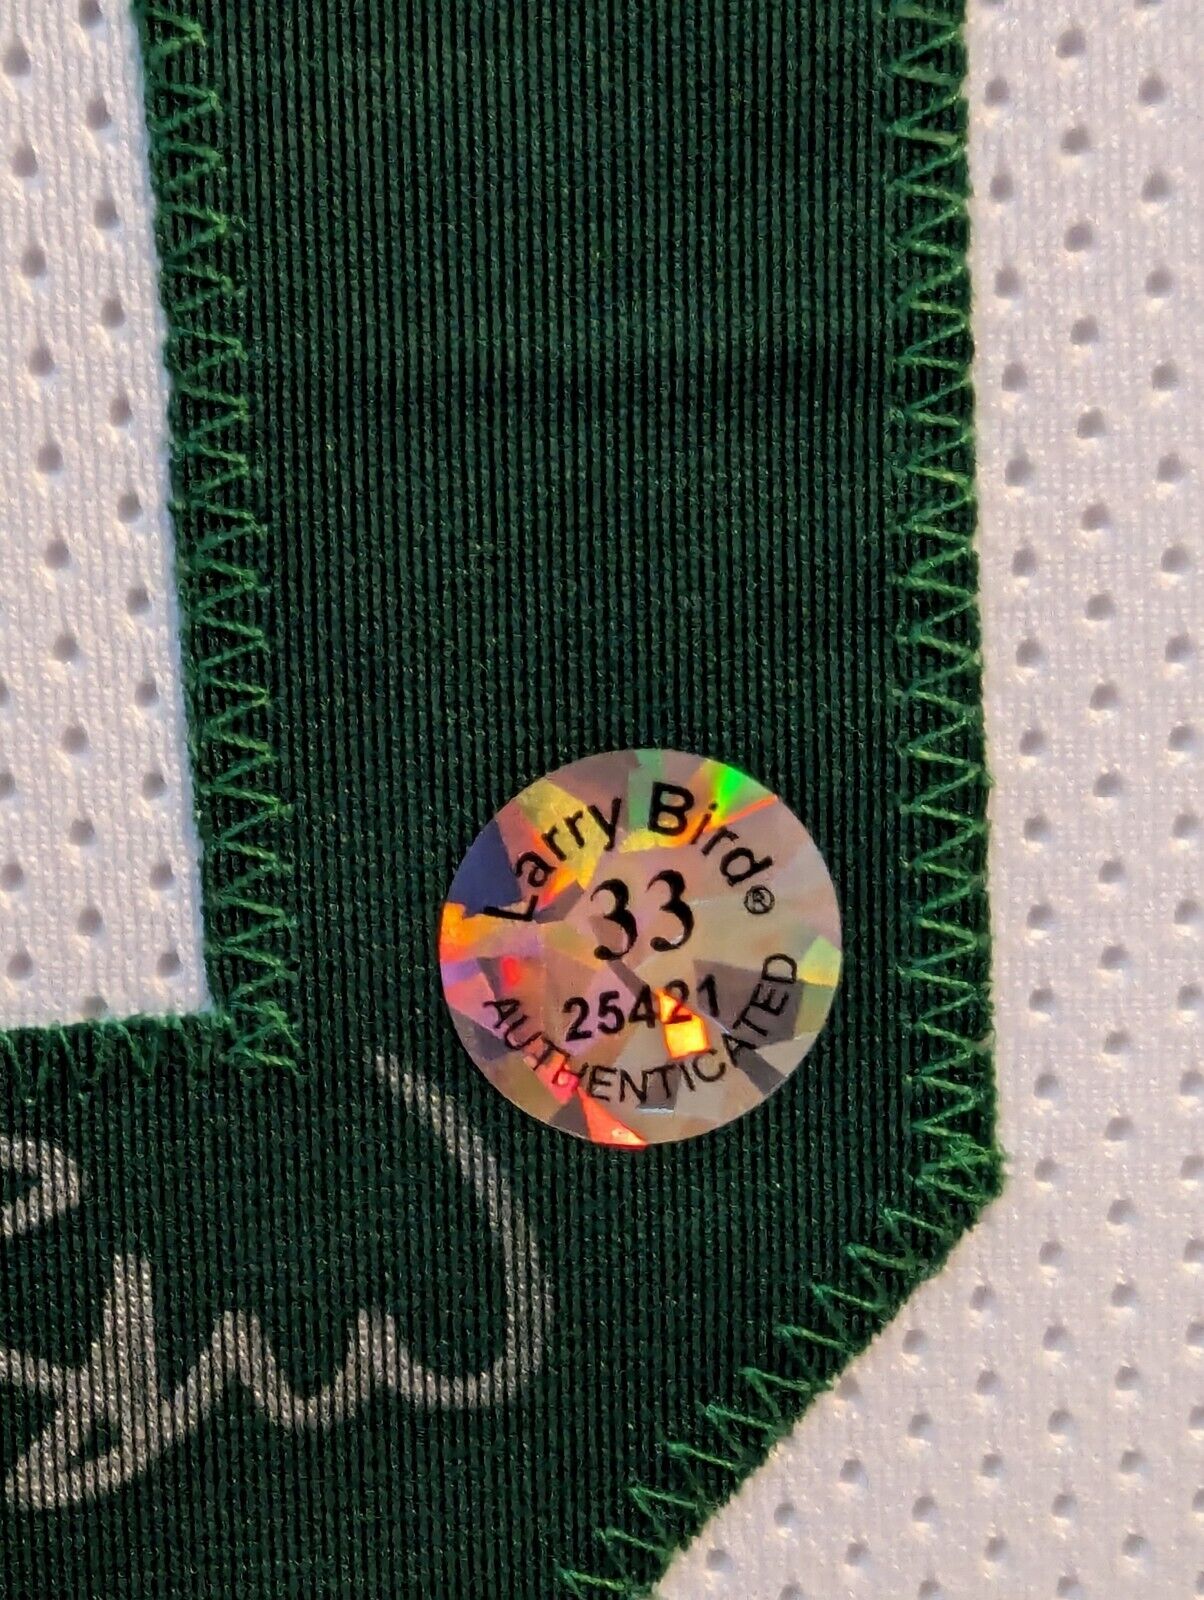 Larry Bird®
33
25421
AUTHENTICATED